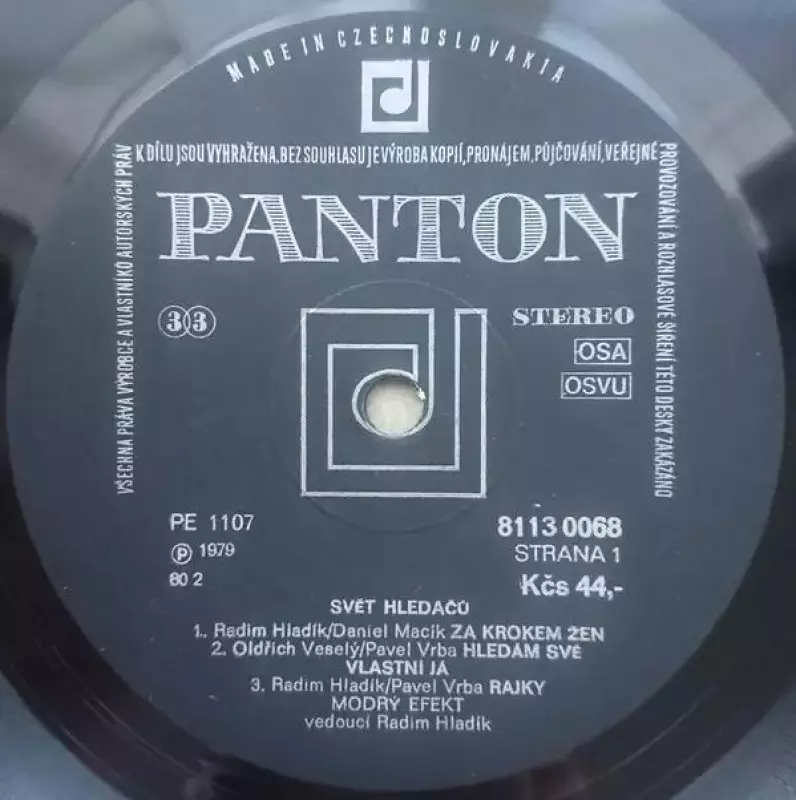 MADE IN CZECHOSLOVAKIA
VŠECHNA PRÁVA VÝROBCE A VLASTNÍKŮ AUTORSKÝCH PRÁV
K DÍLU JSOU VYHRAŽENA. BEZ SOUHLASU JE VÝROBA KOPIÍ, PRONÁJEM, PŮJČOVÁNÍ, VEŘEJNÉ
PROVOZOVÁNÍ A ROZHLASOVÉ ŠÍŘENÍ TÉTO DESKY ZAKÁZÁNO
PANTON
33
STEREO
OSA
OSVU
PE 1107
Ⓟ 1979
80 2
8113 0068
STRANA 1
Kčs 44,-
SVĚT HLEDAČŮ
1. Radim Hladík/Daniel Macík ZA KROKEM ŽEN
2. Oldřich Veselý/Pavel Vrba HLEDÁM SVÉ
VLASTNÍ JÁ
3. Radim Hladík/Pavel Vrba RAJKY
MODRÝ EFEKT
vedoucí Radim Hladík